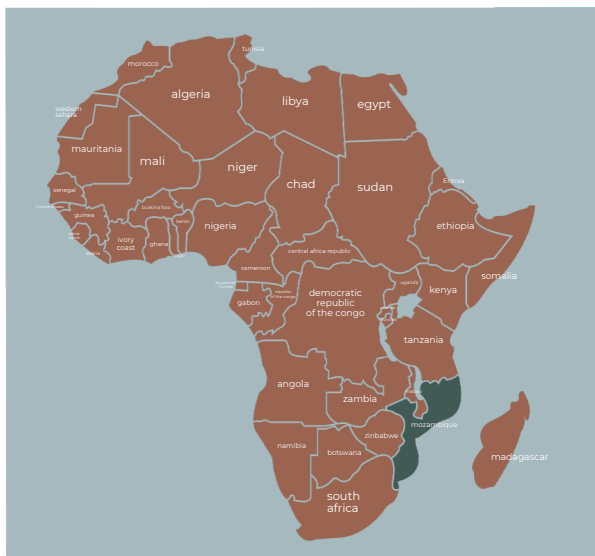 tunisia
morocco
algeria
libya
egypt
western
sahara
mauritania
mali
niger
chad
sudan
Eritrea
senegal
guinea
burkina faso
benin
nigeria
ivory
coast
ghana
ethiopia
central africa republic
cameroon
somalia
uganda
kenya
gabon
republic
of the congo
democratic
republic
of the congo
tanzania
angola
zambia
mozambique
zimbabwe
namibia
botswana
madagascar
south
africa